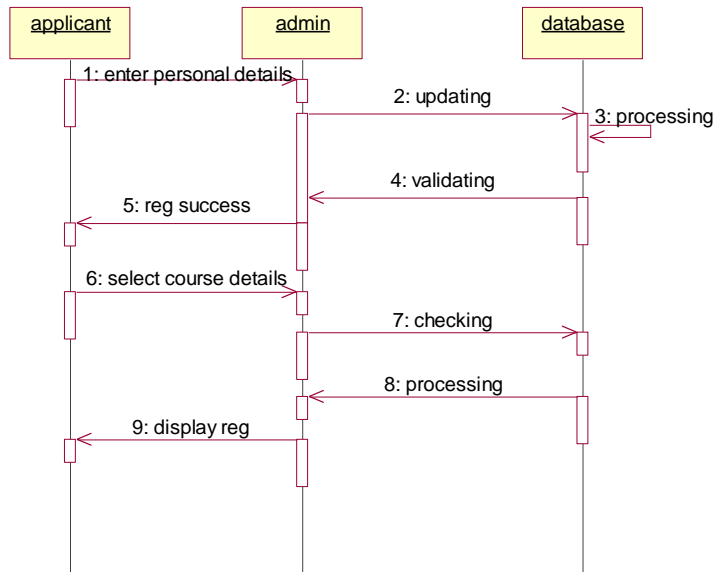 applicant
admin
database
1: enter personal details
2: updating
3: processing
4: validating
5: reg success
6: select course details
7: checking
8: processing
9: display reg